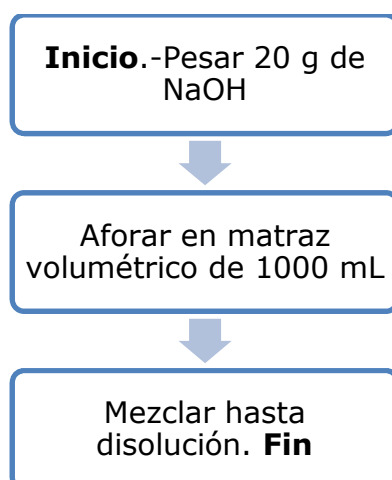 Inicio.-Pesar 20 g de
NaOH
Aforar en matraz
volumétrico de 1000 mL
Mezclar hasta
disolución. Fin